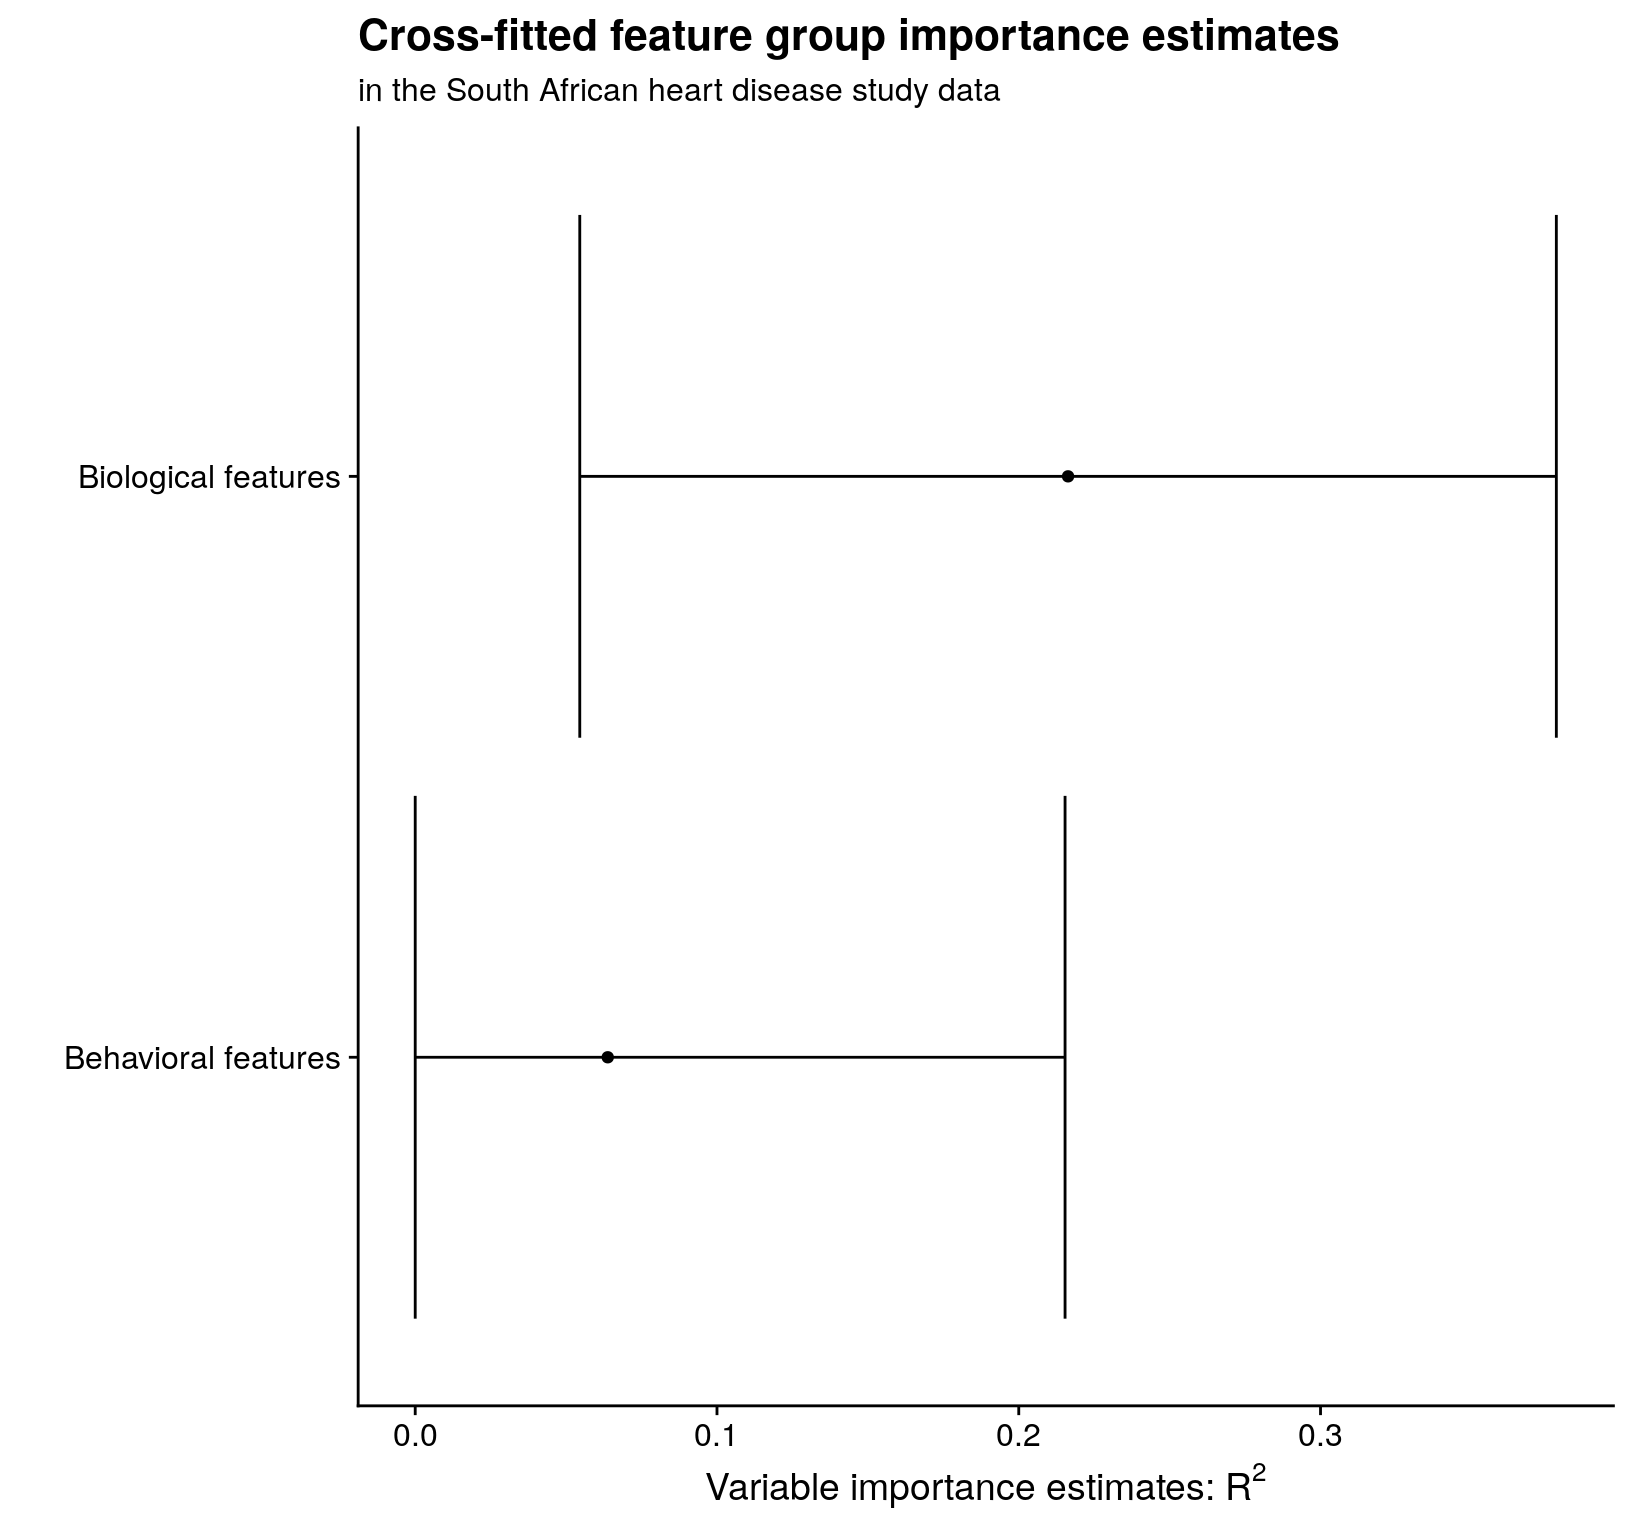 Cross-fitted feature group importance estimates
in the South African heart disease study data
Biological features
Behavioral features
0.0 0.1 0.2 0.3
Variable importance estimates: R²